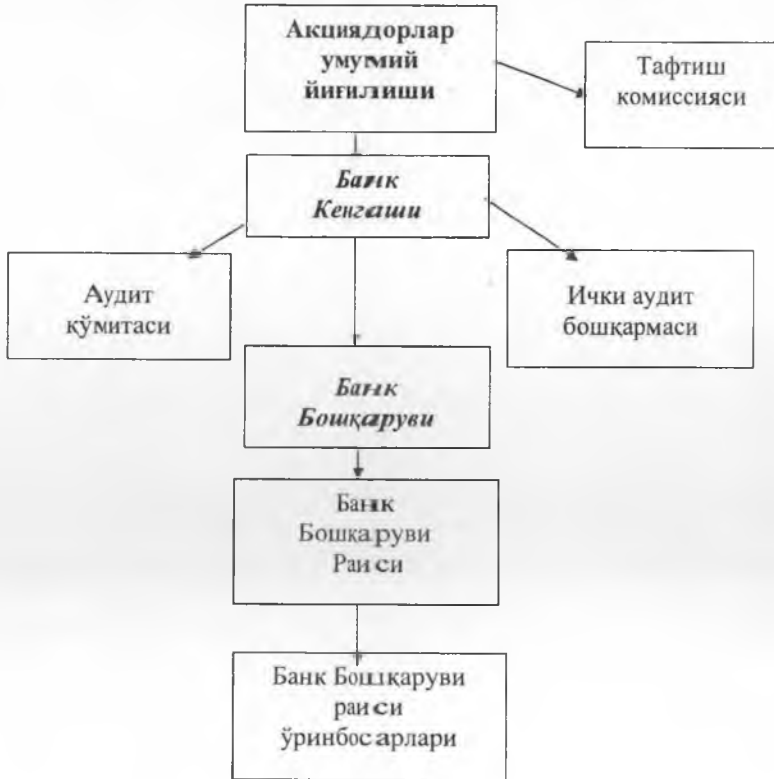 Акциядорлар
умумий
йиғилиши
Тафтиш
комиссияси
Банк
Кенгаши
Аудит
қўмитаси
Ички аудит
бошқармаси
Банк
Бошқаруви
Банк
Бошқаруви
Раиси
Банк Бошқаруви
раиси
ўринбосарлари